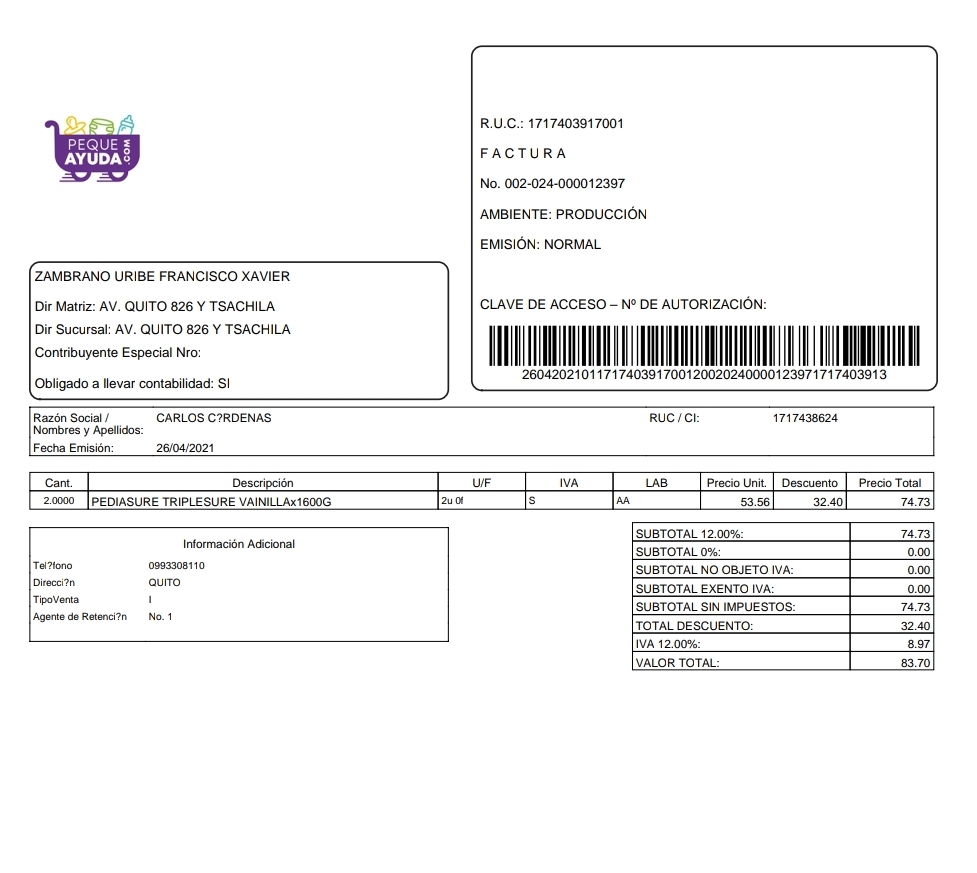 PEQUE
AYUDA
.COM
R.U.C.: 1717403917001
F A C T U R A
No. 002-024-000012397
AMBIENTE: PRODUCCIÓN
EMISIÓN: NORMAL
CLAVE DE ACCESO – Nº DE AUTORIZACIÓN:
2604202101171740391700120020240000123971717403913
ZAMBRANO URIBE FRANCISCO XAVIER
Dir Matriz: AV. QUITO 826 Y TSACHILA
Dir Sucursal: AV. QUITO 826 Y TSACHILA
Contribuyente Especial Nro:
Obligado a llevar contabilidad: SI
Razón Social / CARLOS C?RDENAS RUC / CI: 1717438624
Nombres y Apellidos:
Fecha Emisión: 26/04/2021
Cant. Descripción U/F IVA LAB Precio Unit. Descuento Precio Total
2.0000 PEDIASURE TRIPLESURE VAINILLAx1600G 2u 0f S AA 53.56 32.40 74.73
Información Adicional
Tel?fono 0993308110
Direcci?n QUITO
TipoVenta I
Agente de Retenci?n No. 1
SUBTOTAL 12.00%: 74.73
SUBTOTAL 0%: 0.00
SUBTOTAL NO OBJETO IVA: 0.00
SUBTOTAL EXENTO IVA: 0.00
SUBTOTAL SIN IMPUESTOS: 74.73
TOTAL DESCUENTO: 32.40
IVA 12.00%: 8.97
VALOR TOTAL: 83.70